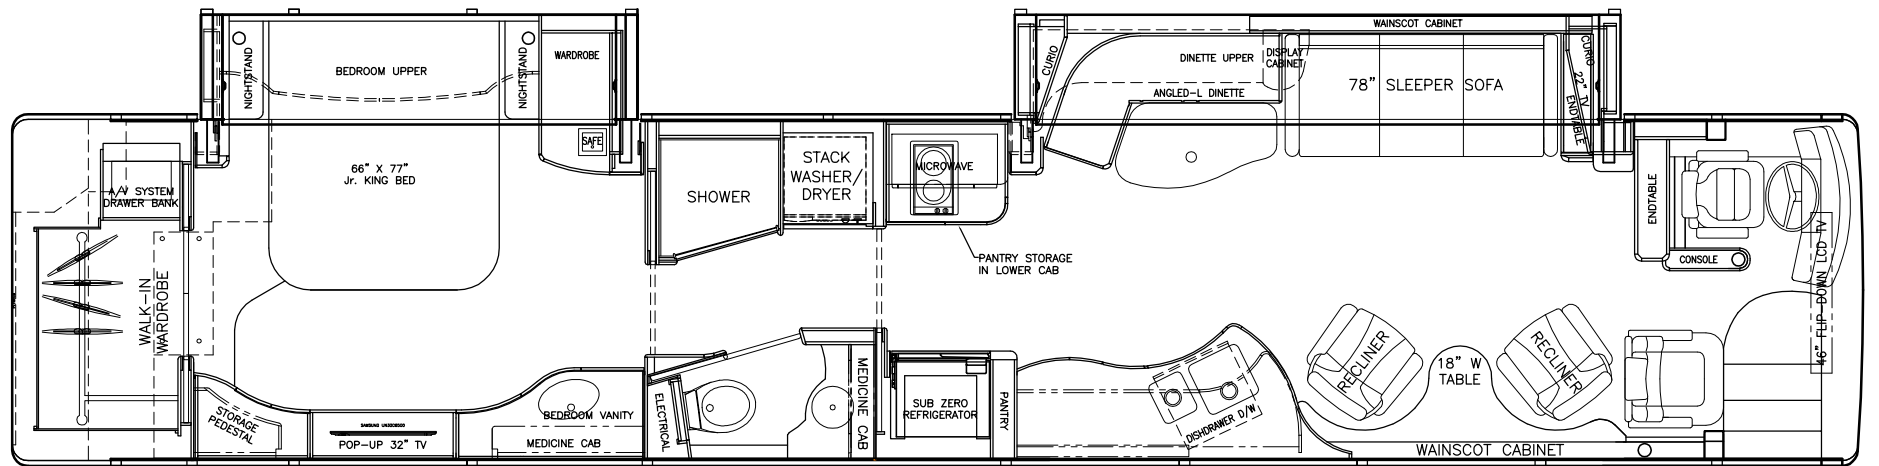 WAINSCOT CABINET
NIGHTSTAND
BEDROOM UPPER
NIGHTSTAND
WARDROBE
CURIO
DINETTE UPPER
DISPLAY
CABINET
CURIO
22" TV
ENDTABLE
78" SLEEPER SOFA
ANGLED-L DINETTE
SAFE
66" X 77"
Jr. KING BED
STACK
WASHER/
DRYER
MICROWAVE
A/V SYSTEM
DRAWER BANK
SHOWER
ENDTABLE
PANTRY STORAGE
IN LOWER CAB
CONSOLE
46" FLIP-DOWN LCD TV
WALK-IN
WARDROBE
RECLINER
18" W
TABLE
RECLINER
STORAGE
PEDESTAL
POP-UP 32" TV
BEDROOM VANITY
MEDICINE CAB
ELECTRICAL
MEDICINE CAB
SUB ZERO
REFRIGERATOR
PANTRY
DISHDRAWER D/W
WAINSCOT CABINET